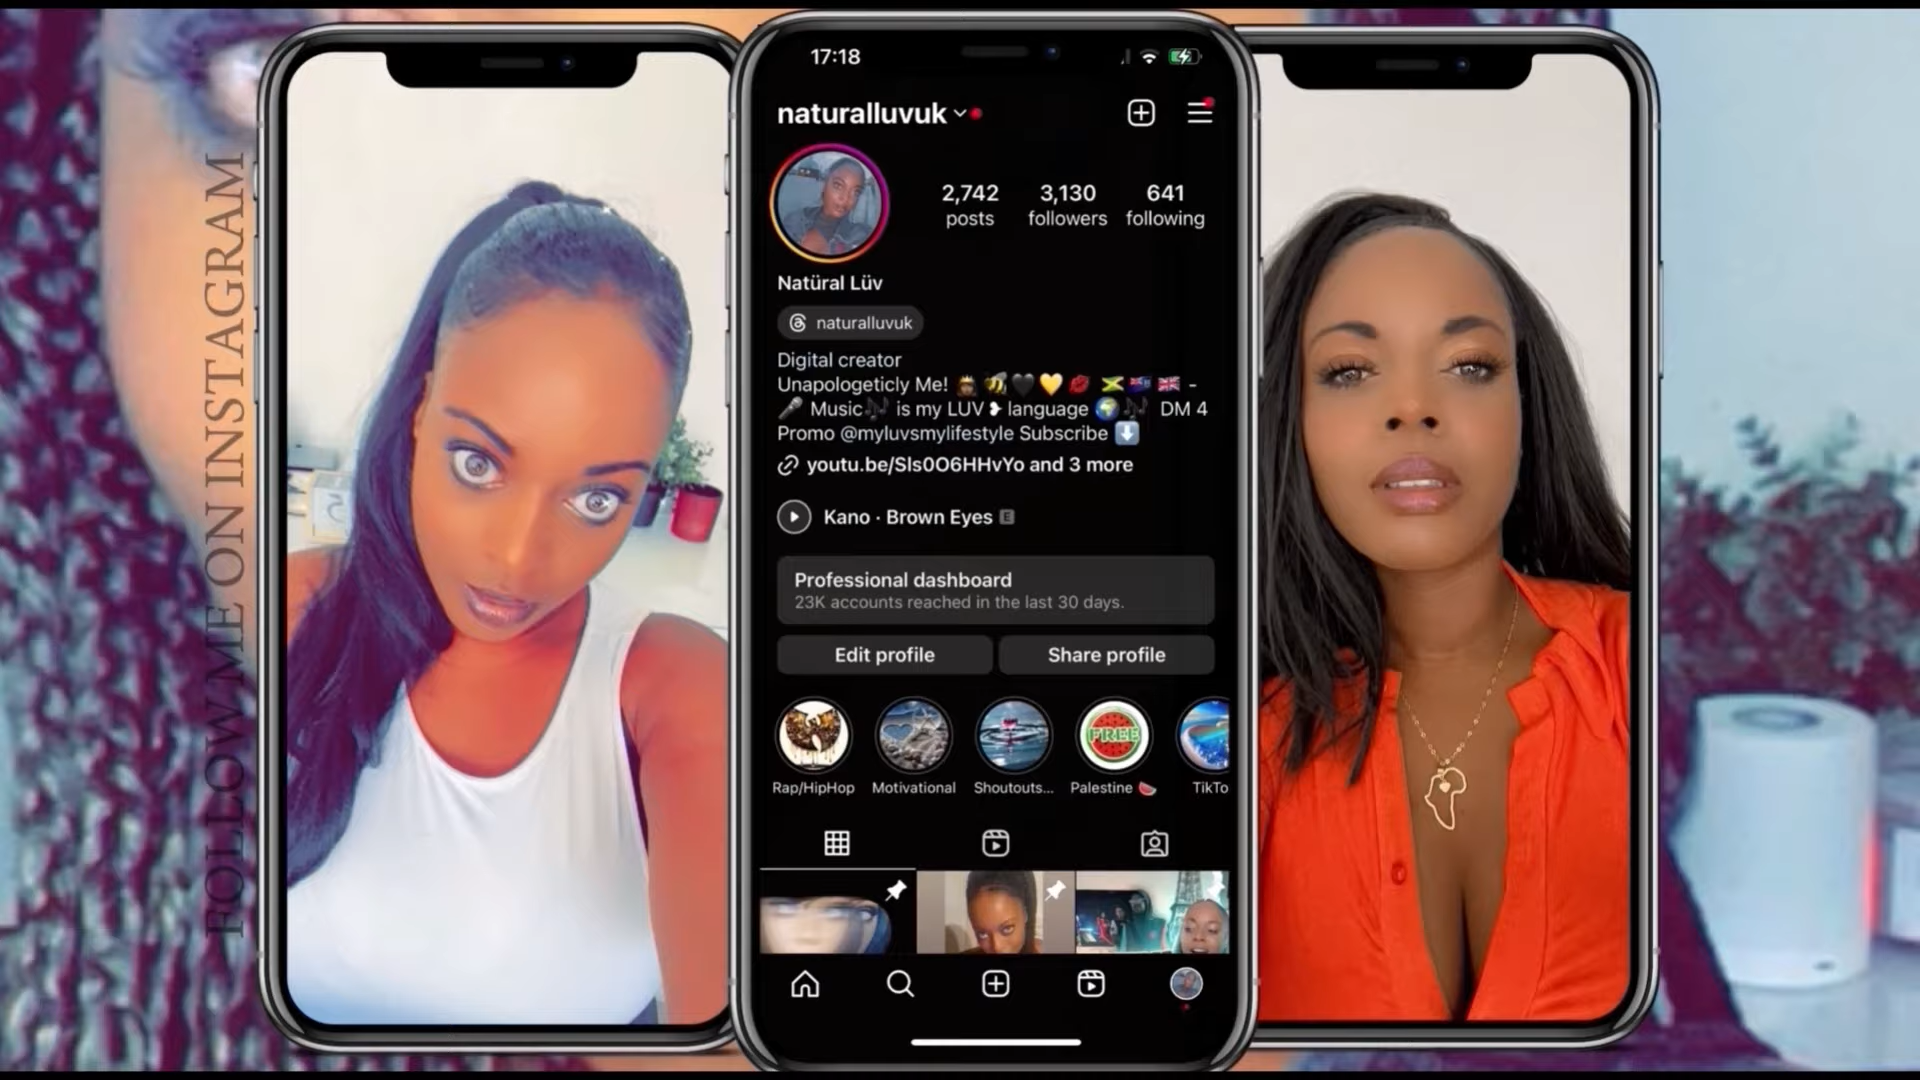 FOLLOW ME ON INSTAGRAM
17:18
naturalluvuk
2,742 3,130 641
posts followers following
Natüral Lüv
naturalluvuk
Digital creator
Unapologeticly Me! 👸🏾🐝🖤💛💋 🇯🇲🇲🇸🇬🇧 -
🎤 Music🎶 is my LUV❥language 🌍🎶 DM 4
Promo @myluvsmylifestyle Subscribe ⬇️
youtu.be/Sls0O6HHvYo and 3 more
Kano · Brown Eyes E
Professional dashboard
23K accounts reached in the last 30 days.
Edit profile Share profile
FREE
Rap/HipHop Motivational Shoutouts... Palestine 🍉 TikTo